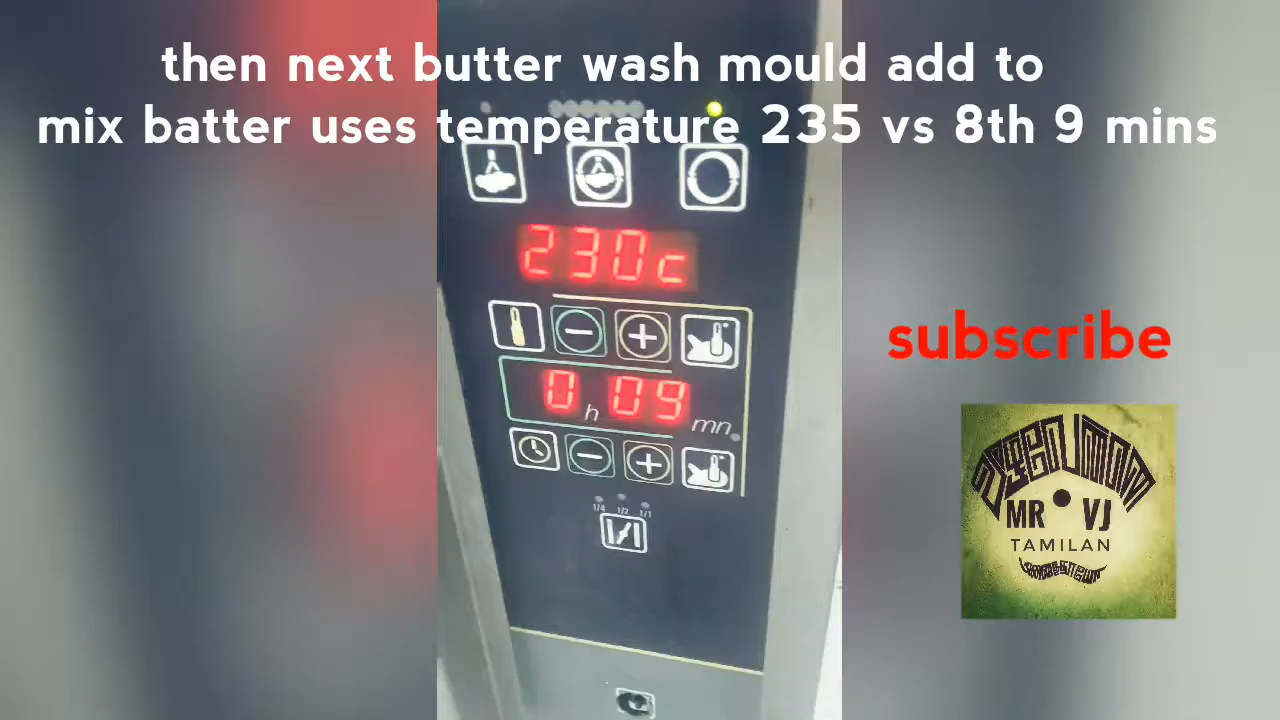 then next butter wash mould add to
mix batter uses temperature 235 vs 8th 9 mins
230c
0 h 09 mn
1/4 1/2 1/1
subscribe
MR VJ
TAMILAN